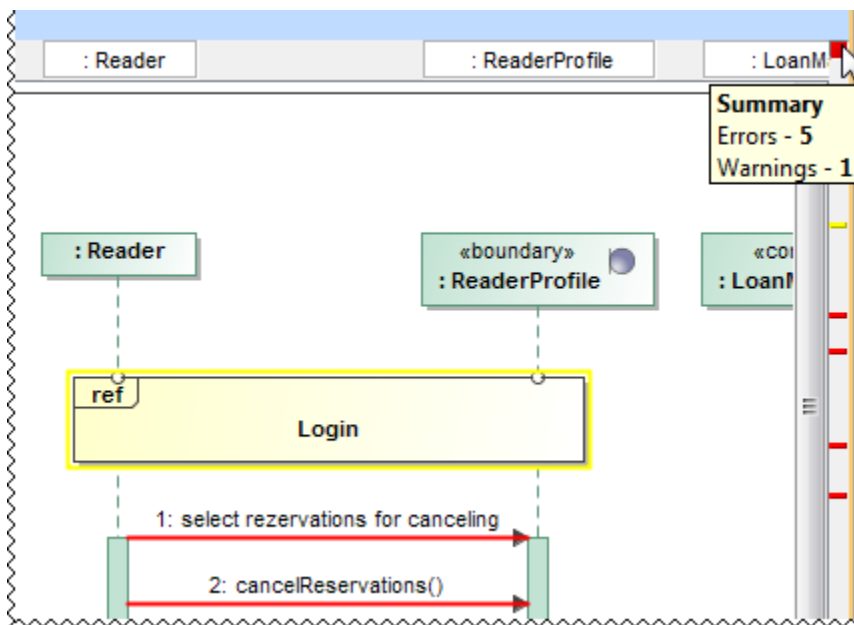 : Reader
: ReaderProfile
: LoanM
Summary
Errors - 5
Warnings - 1
: Reader
«boundary»
: ReaderProfile
«con
: LoanM
ref
Login
1: select rezervations for canceling
2: cancelReservations()